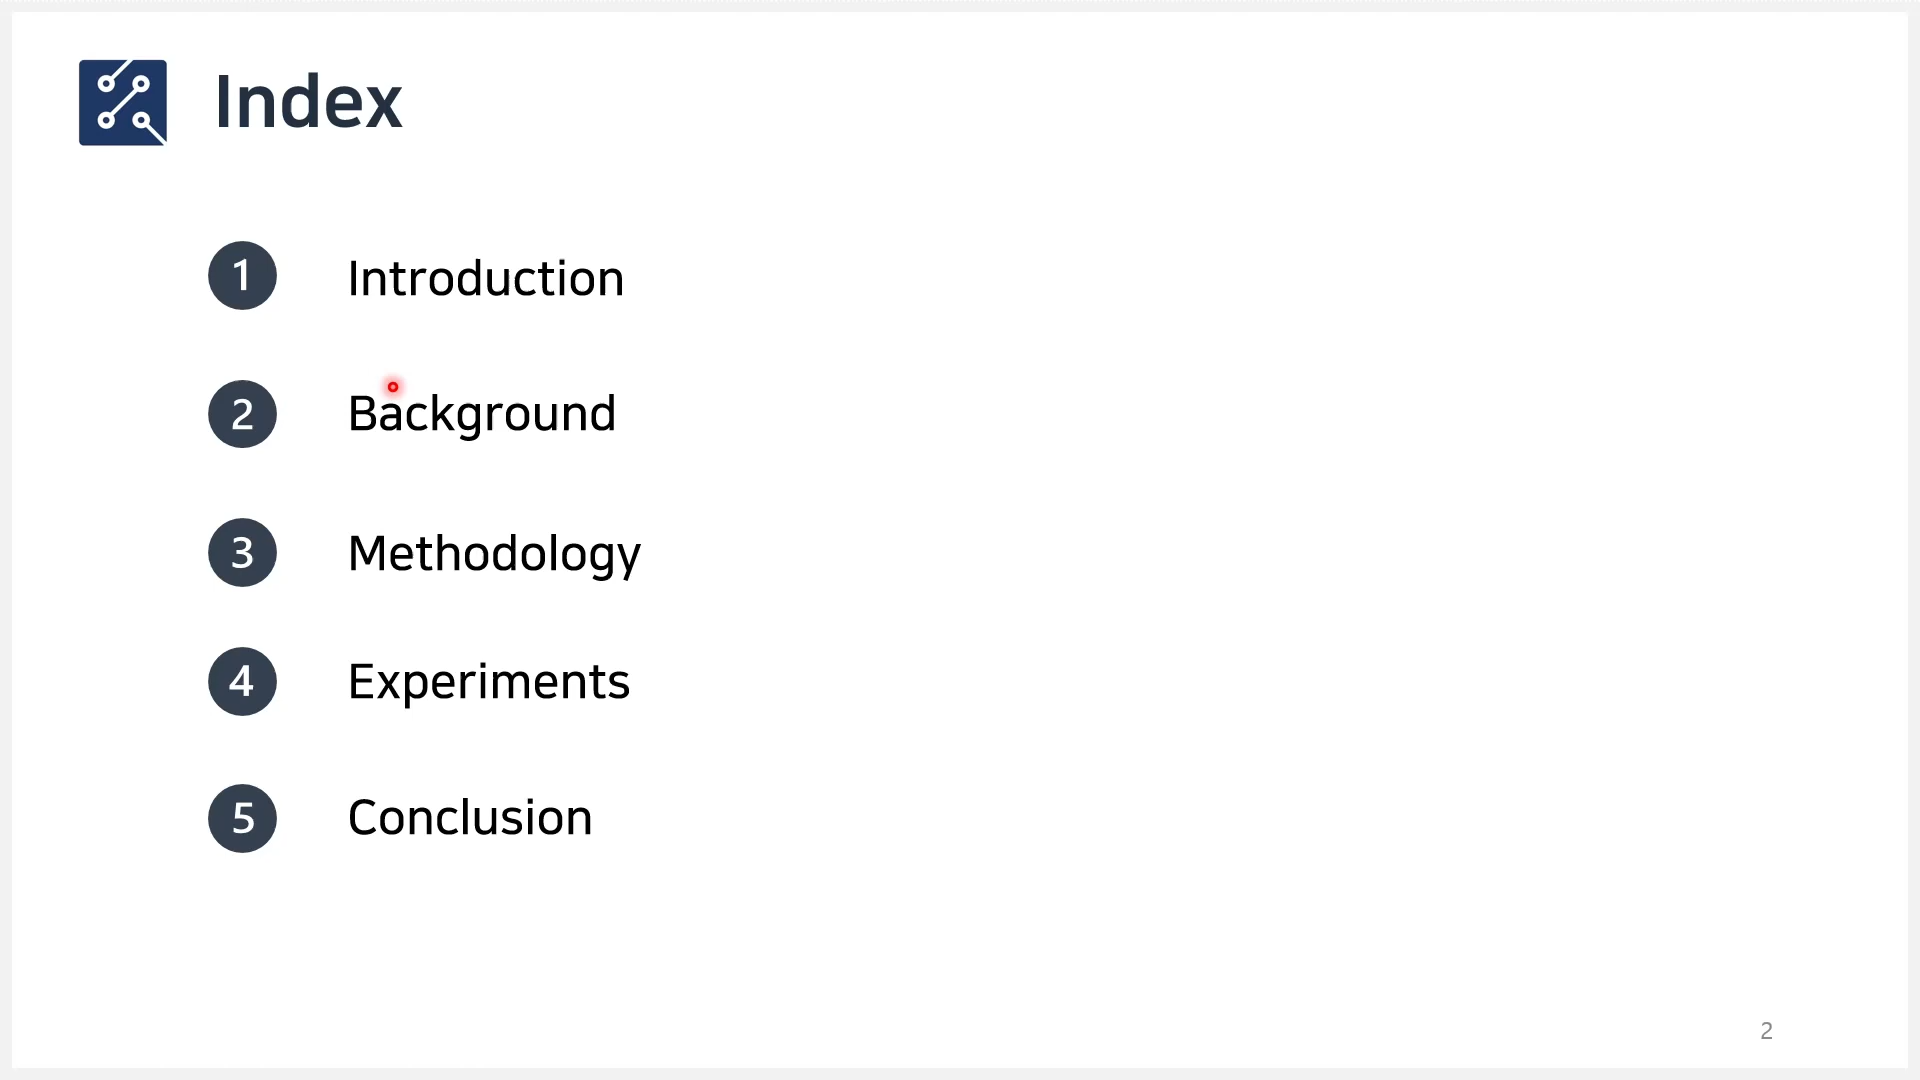 Index
1 Introduction
2 Background
3 Methodology
4 Experiments
5 Conclusion
2